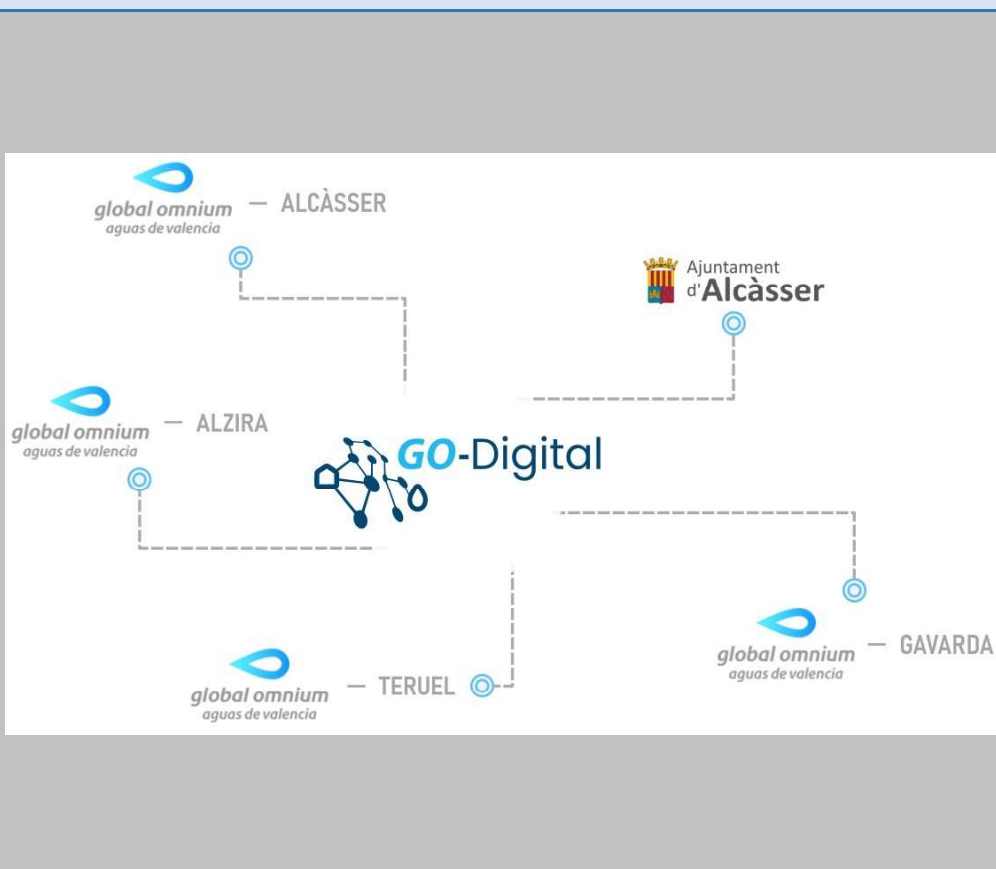 global omnium
aguas de valencia
— ALCÀSSER
Ajuntament
d'Alcàsser
global omnium
aguas de valencia
— ALZIRA
GO-Digital
global omnium
aguas de valencia
— GAVARDA
global omnium
aguas de valencia
— TERUEL